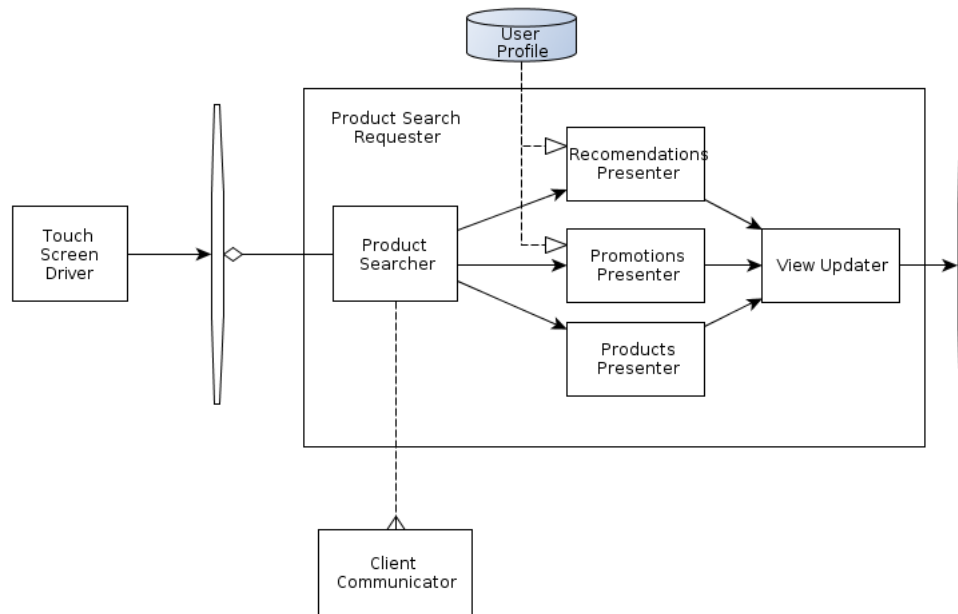 User
Profile
Product Search
Requester
Recomendations
Presenter
Touch
Screen
Driver
Product
Searcher
Promotions
Presenter
View Updater
Products
Presenter
Client
Communicator